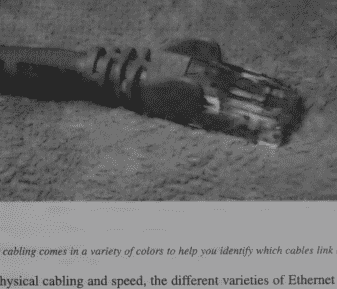 cabling comes in a variety of colors to help you identify which cables link
hysical cabling and speed, the different varieties of Ethernet